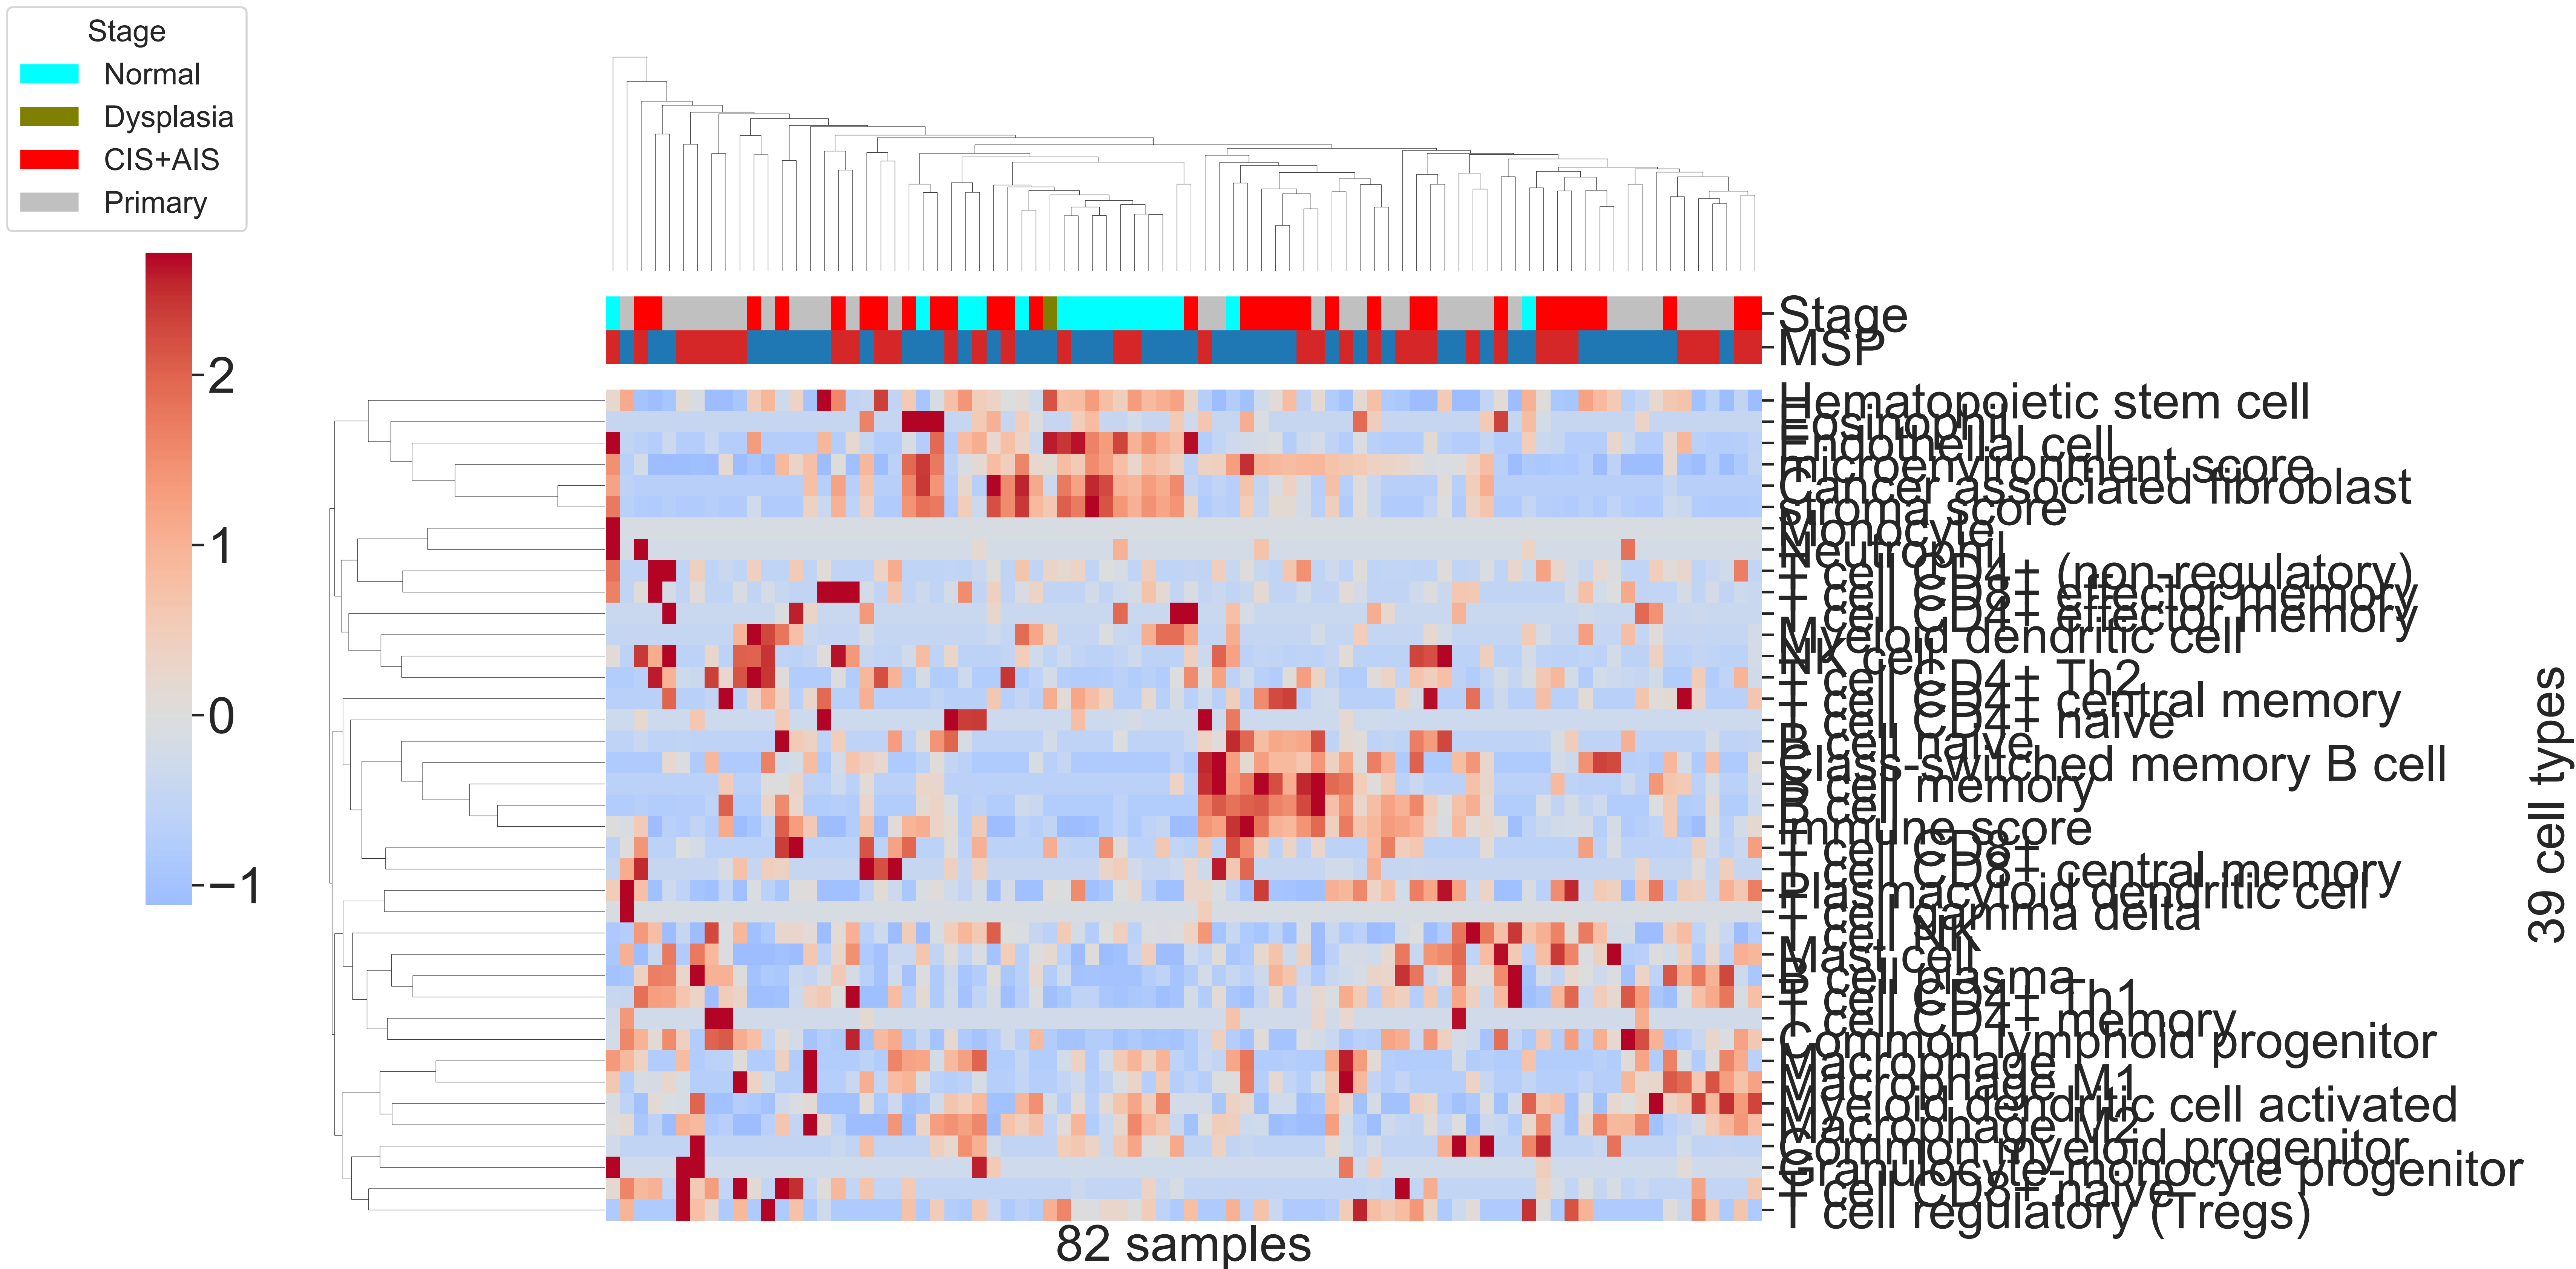 Stage
Normal
Dysplasia
CIS+AIS
Primary
2
1
0
−1
Stage
MSP
Hematopoietic stem cell
Eosinophil
Endothelial cell
microenvironment score
Cancer associated fibroblast
stroma score
Monocyte
Neutrophil
T cell CD4+ (non-regulatory)
T cell CD8+ effector memory
T cell CD4+ effector memory
Myeloid dendritic cell
NK cell
T cell CD4+ Th2
T cell CD4+ central memory
T cell CD4+ naive
B cell naive
Class-switched memory B cell
B cell memory
B cell
immune score
T cell CD8+
T cell CD8+ central memory
Plasmacytoid dendritic cell
T cell gamma delta
T cell NK
Mast cell
B cell plasma
T cell CD4+ Th1
T cell CD4+ memory
Common lymphoid progenitor
Macrophage
Macrophage M1
Myeloid dendritic cell activated
Macrophage M2
Common myeloid progenitor
Granulocyte-monocyte progenitor
T cell CD8+ naive
T cell regulatory (Tregs)
39 cell types
82 samples